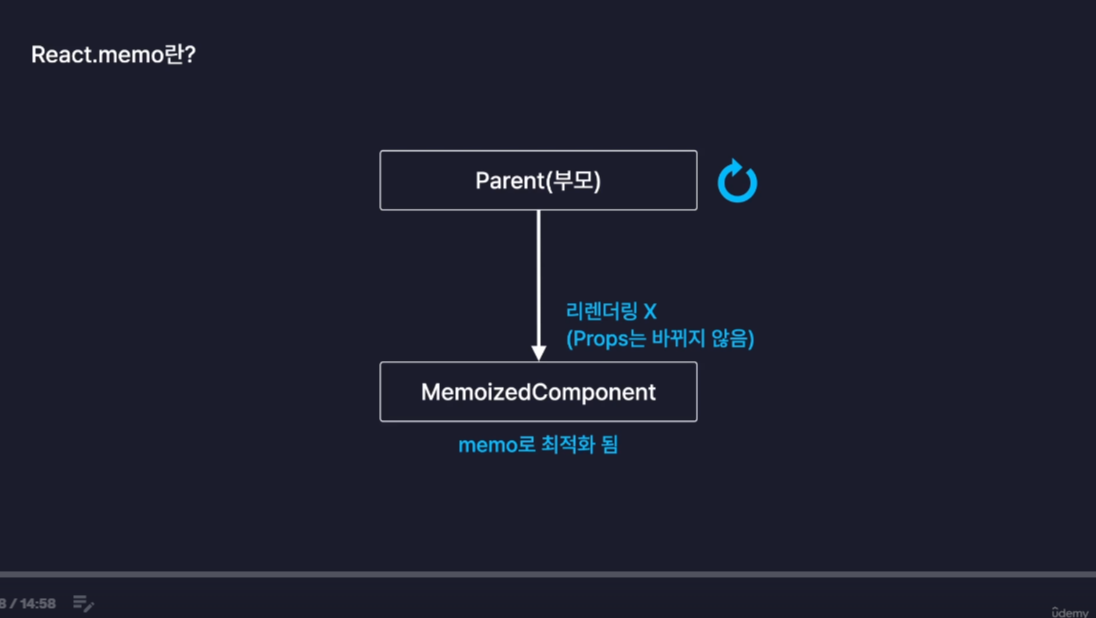 React.memo란?
Parent(부모)
리렌더링 X
(Props는 바뀌지 않음)
MemoizedComponent
memo로 최적화 됨
8 / 14:58
ûdemy